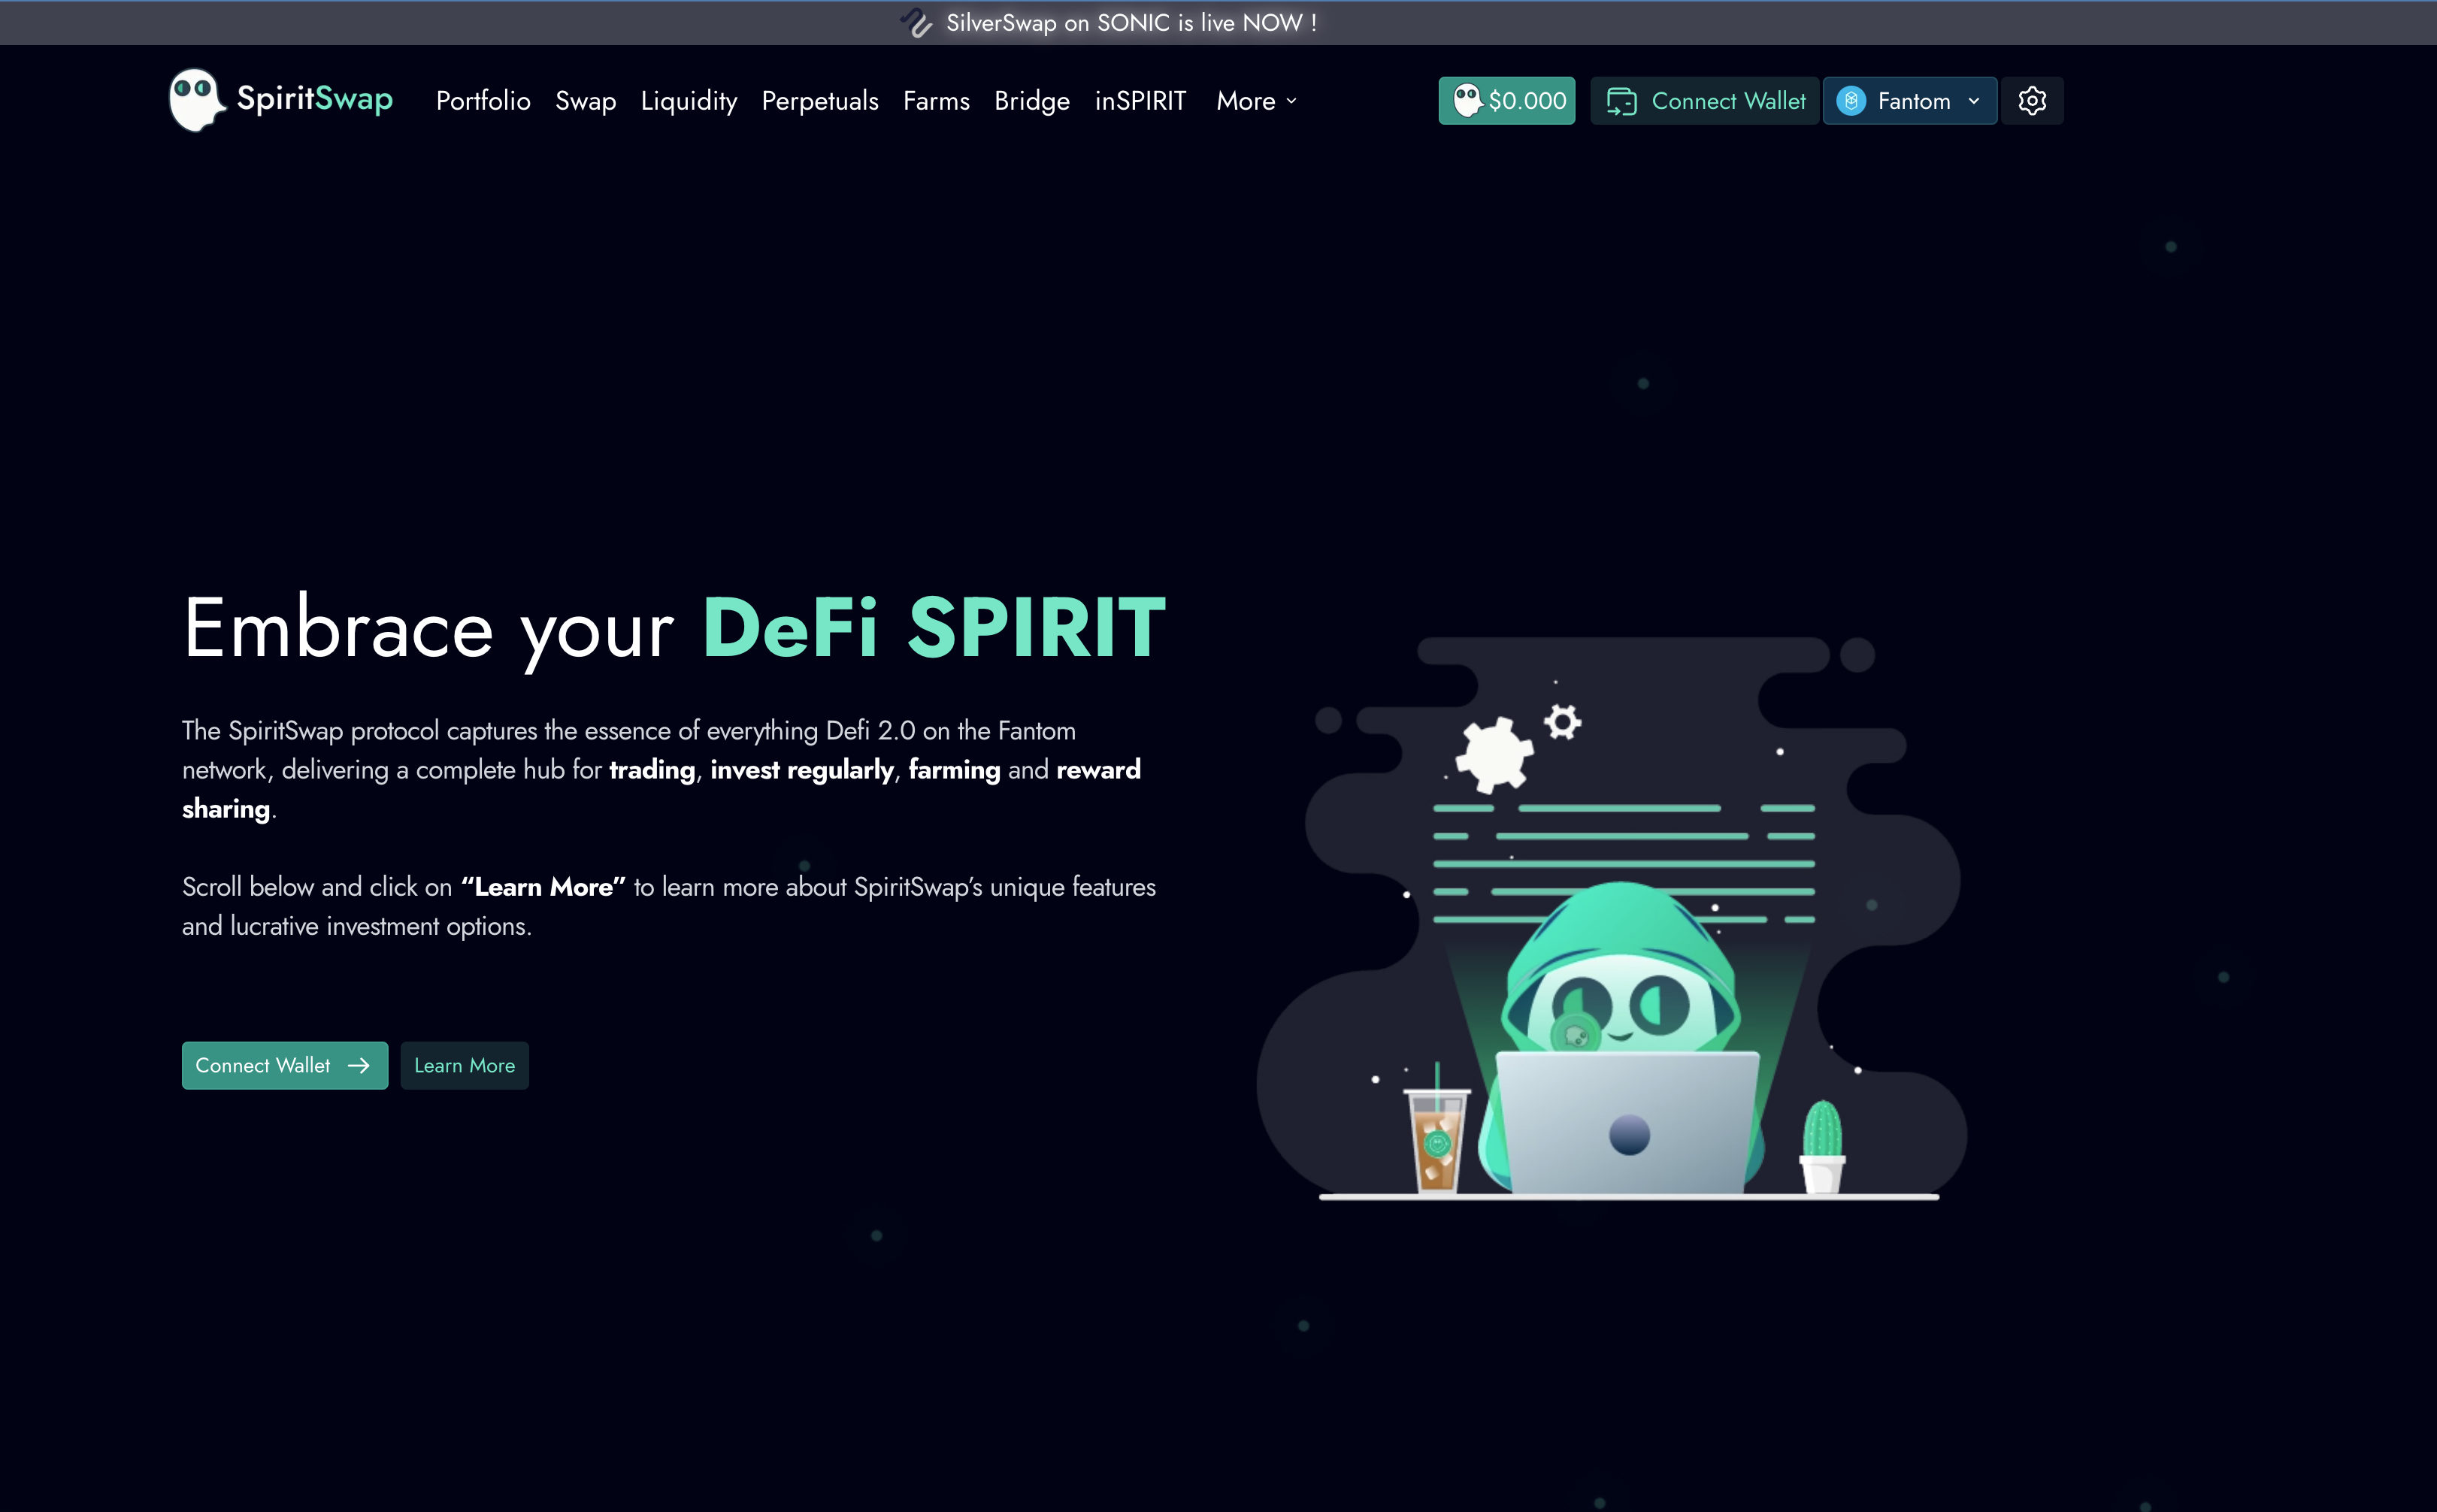 SilverSwap on SONIC is live NOW !
SpiritSwap
Portfolio Swap Liquidity Perpetuals Farms Bridge inSPIRIT More
$0.000
Connect Wallet
Fantom
Embrace your DeFi SPIRIT
The SpiritSwap protocol captures the essence of everything Defi 2.0 on the Fantom
network, delivering a complete hub for trading, invest regularly, farming and reward
sharing.
Scroll below and click on “Learn More” to learn more about SpiritSwap’s unique features
and lucrative investment options.
Connect Wallet
Learn More